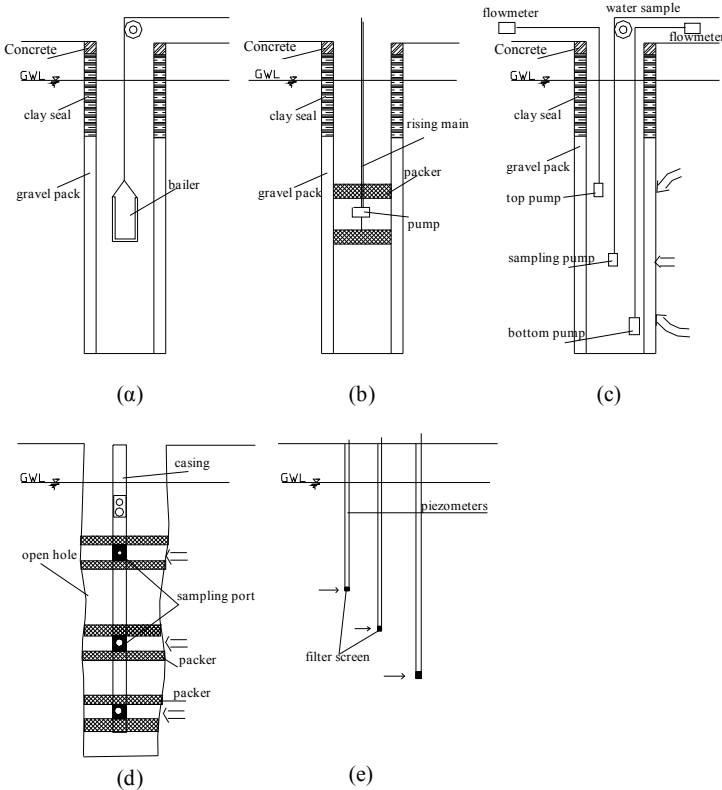 Concrete
GWL
clay seal
gravel pack
bailer
(α)
Concrete
GWL
clay seal
rising main
gravel pack
packer
pump
(b)
flowmeter
water sample
flowmeter
Concrete
GWL
clay seal
gravel pack
top pump
sampling pump
bottom pump
(c)
GWL
casing
open hole
sampling port
packer
packer
(d)
GWL
piezometers
filter screen
(e)